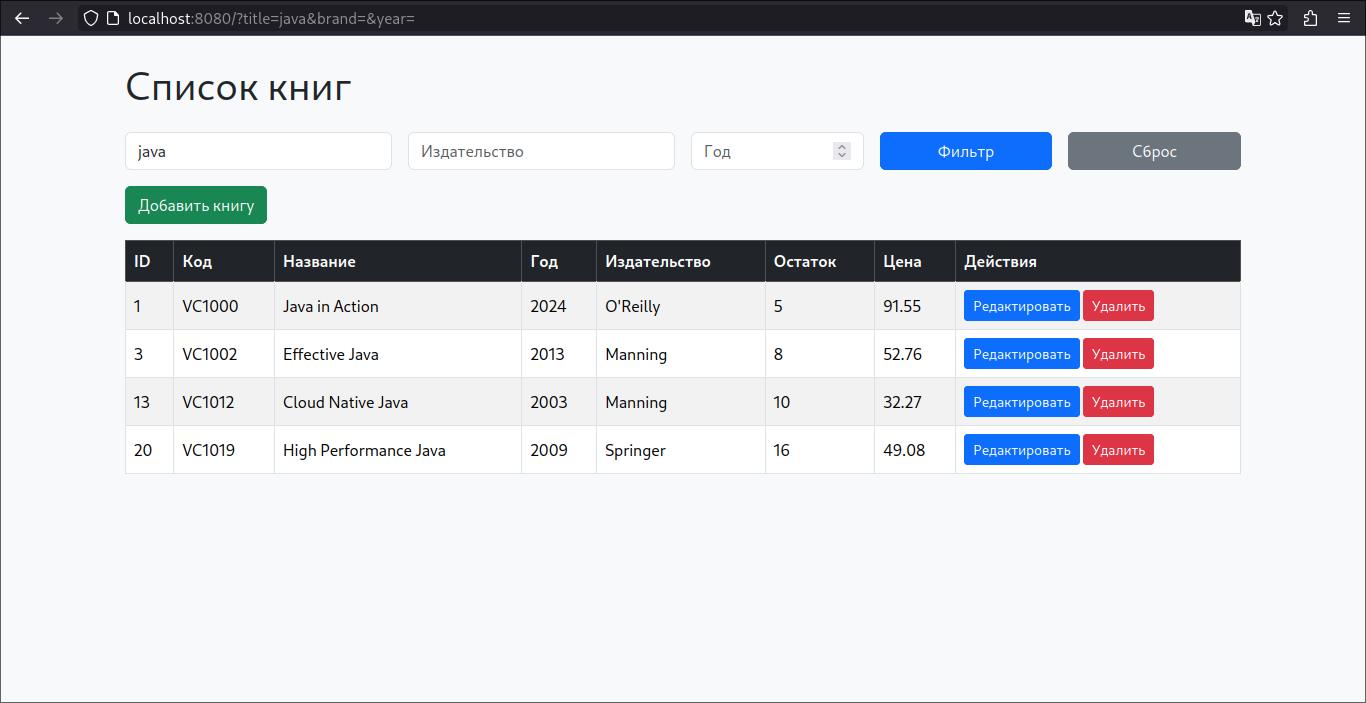 localhost:8080/?title=java&brand=&year=
Список книг
java Издательство Год Фильтр Сброс
Добавить книгу
ID Код Название Год Издательство Остаток Цена Действия
1 VC1000 Java in Action 2024 O'Reilly 5 91.55 Редактировать Удалить
3 VC1002 Effective Java 2013 Manning 8 52.76 Редактировать Удалить
13 VC1012 Cloud Native Java 2003 Manning 10 32.27 Редактировать Удалить
20 VC1019 High Performance Java 2009 Springer 16 49.08 Редактировать Удалить